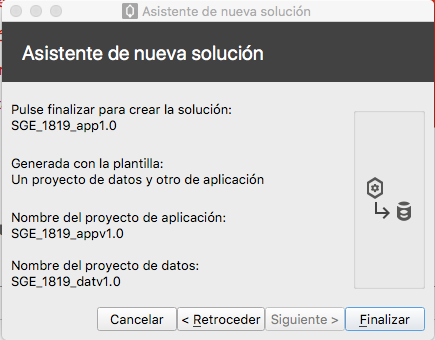 Asistente de nueva solución
Asistente de nueva solución
Pulse finalizar para crear la solución:
SGE_1819_app1.0
Generada con la plantilla:
Un proyecto de datos y otro de aplicación
Nombre del proyecto de aplicación:
SGE_1819_appv1.0
Nombre del proyecto de datos:
SGE_1819_datv1.0
Cancelar < Retroceder Siguiente > Finalizar